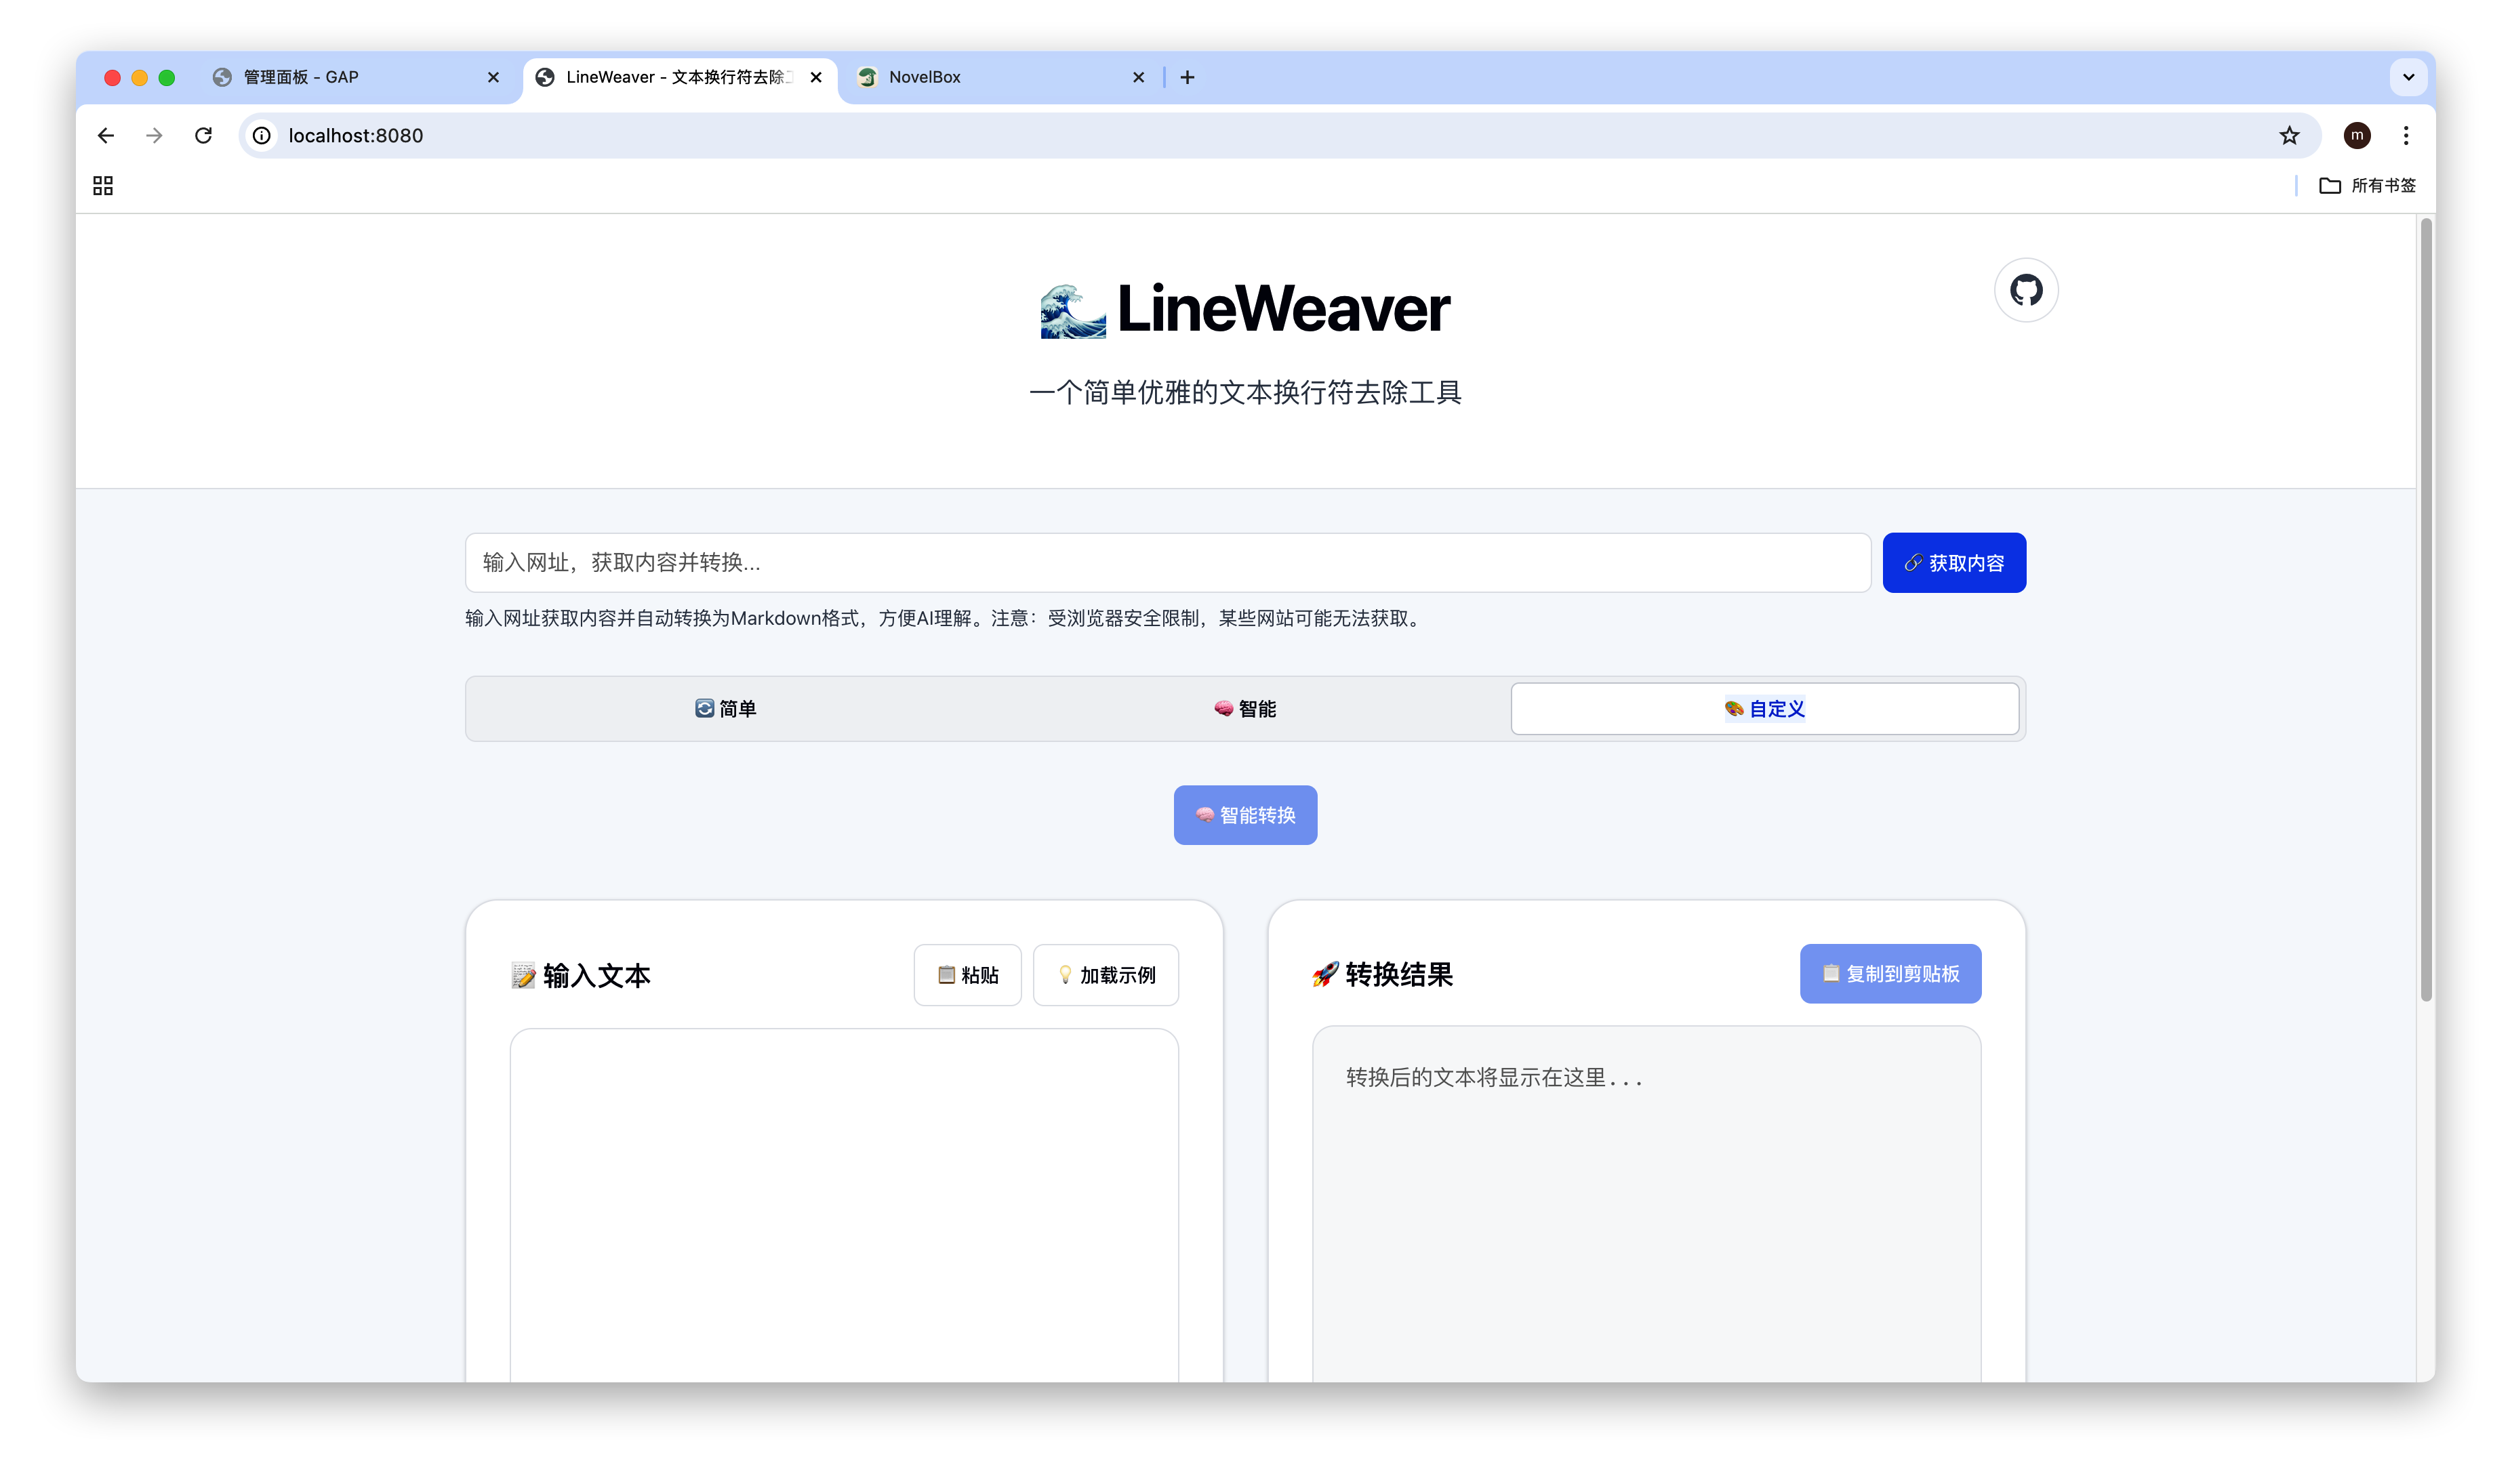 管理面板 - GAP
LineWeaver - 文本换行符去除工
NovelBox
localhost:8080
m
所有书签
LineWeaver
一个简单优雅的文本换行符去除工具
输入网址，获取内容并转换...
获取内容
输入网址获取内容并自动转换为Markdown格式，方便AI理解。注意：受浏览器安全限制，某些网站可能无法获取。
简单
智能
自定义
智能转换
输入文本
粘贴
加载示例
转换结果
复制到剪贴板
转换后的文本将显示在这里...